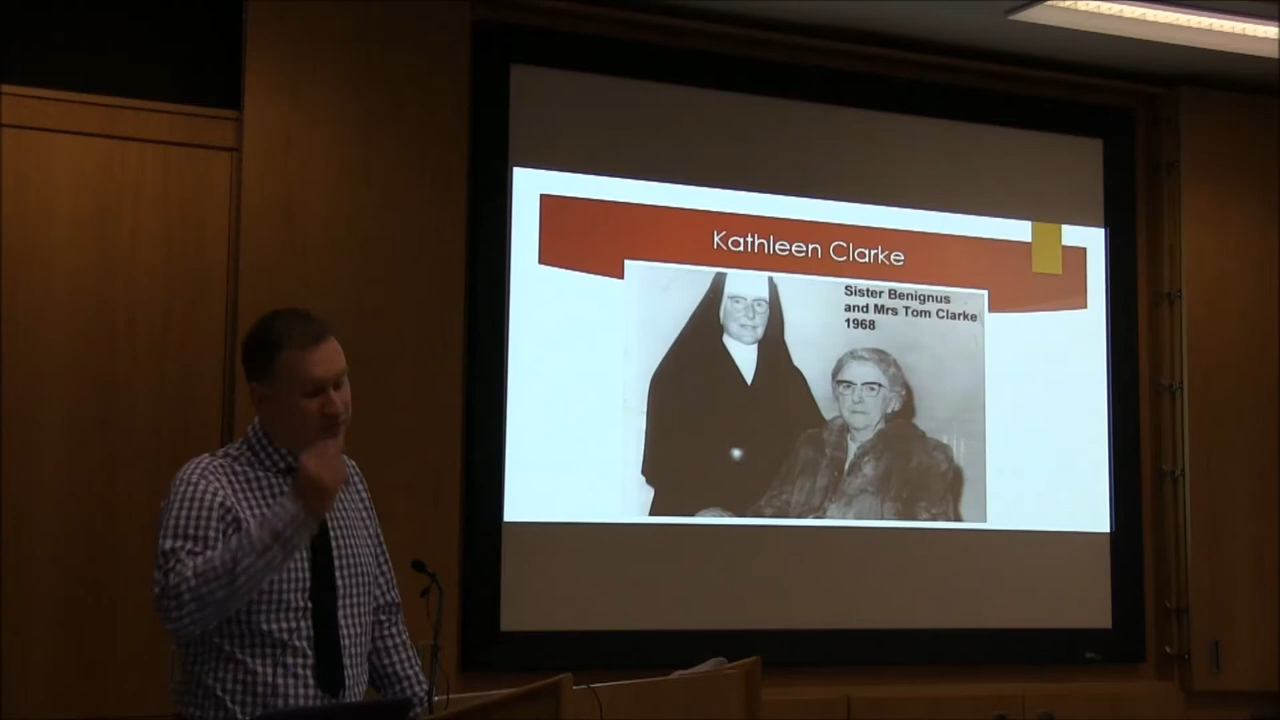 Kathleen Clarke
Sister Benignus
and Mrs Tom Clarke
1968